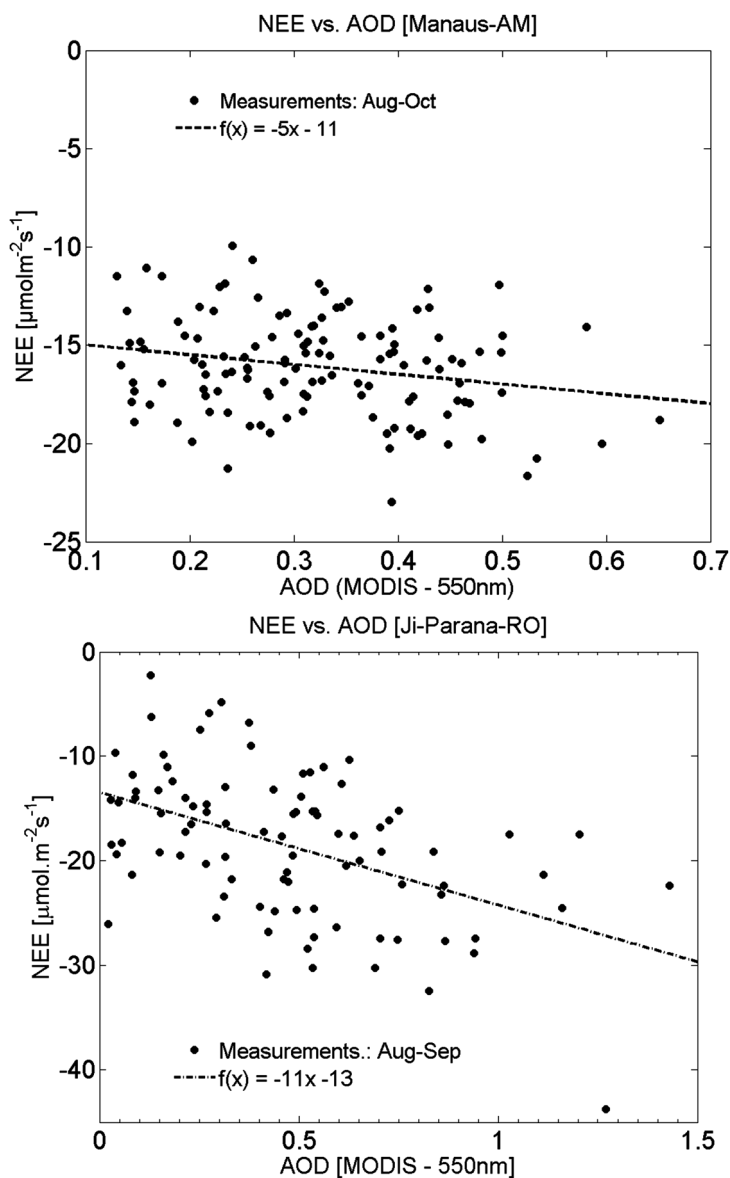 NEE vs. AOD [Manaus-AM]
0
-5
-10
-15
-20
-25
NEE [µmolm⁻²s⁻¹]
Measurements: Aug-Oct
f(x) = -5x - 11
0.1 0.2 0.3 0.4 0.5 0.6 0.7
AOD (MODIS - 550nm)
NEE vs. AOD [Ji-Parana-RO]
0
-10
-20
-30
-40
NEE [µmol.m⁻²s⁻¹]
Measurements.: Aug-Sep
f(x) = -11x -13
0 0.5 1 1.5
AOD [MODIS - 550nm]